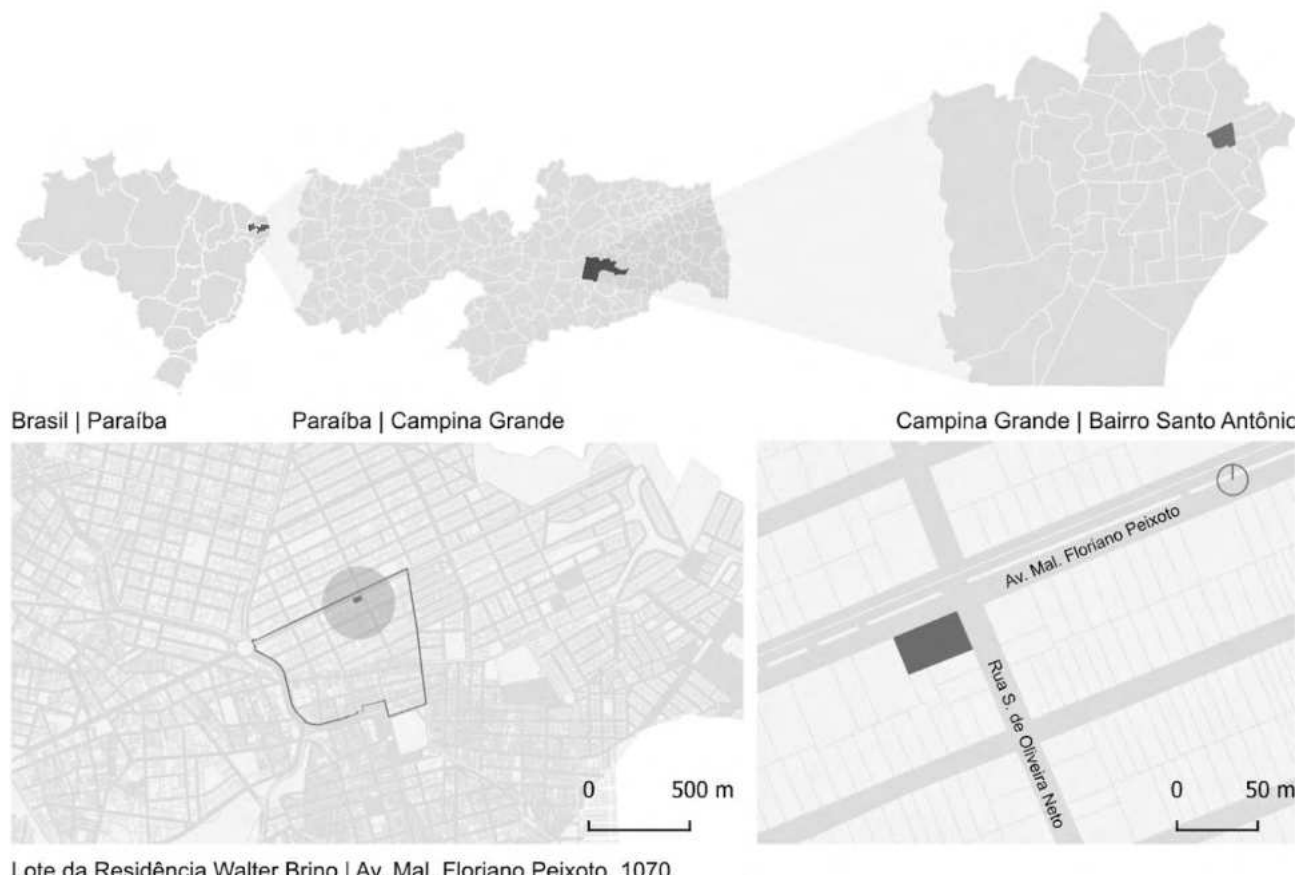 Brasil | Paraíba
Paraíba | Campina Grande
Campina Grande | Bairro Santo Antônio
Av. Mal. Floriano Peixoto
Rua S. de Oliveira Neto
0 500 m
0 50 m
Lote da Residência Walter Brino | Av. Mal. Floriano Peixoto, 1070